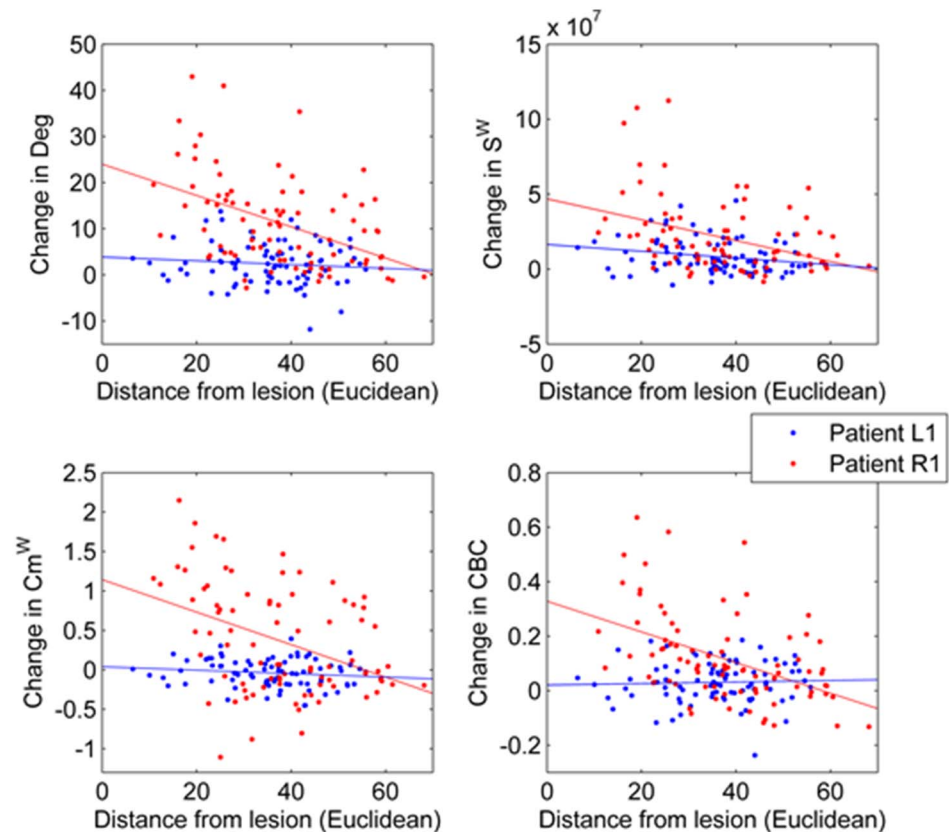 50
40
30
20
10
0
-10
Change in Deg
0 20 40 60
Distance from lesion (Eucidean)
x 10^7
15
10
5
0
-5
Change in S^W
0 20 40 60
Distance from lesion (Euclidean)
Patient L1
Patient R1
2.5
2
1.5
1
0.5
0
-0.5
-1
Change in Cm^W
0 20 40 60
Distance from lesion (Euclidean)
0.8
0.6
0.4
0.2
0
-0.2
Change in CBC
0 20 40 60
Distance from lesion (Euclidean)